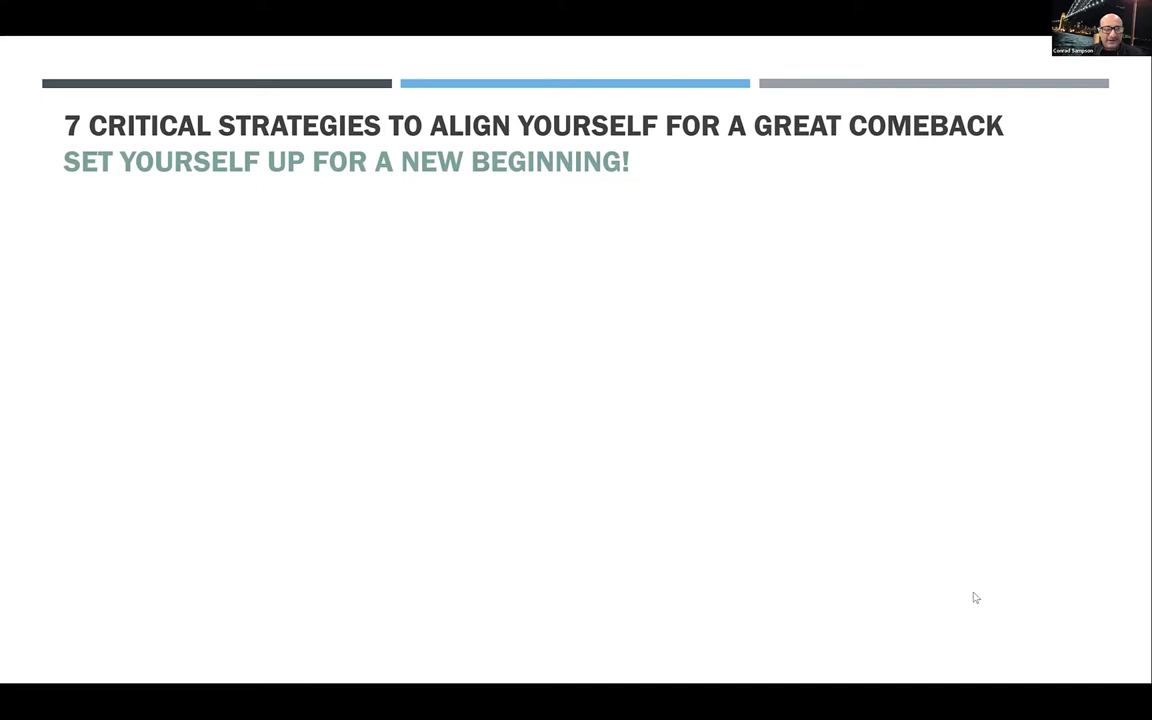 Conrad Sampson
7 CRITICAL STRATEGIES TO ALIGN YOURSELF FOR A GREAT COMEBACK
SET YOURSELF UP FOR A NEW BEGINNING!